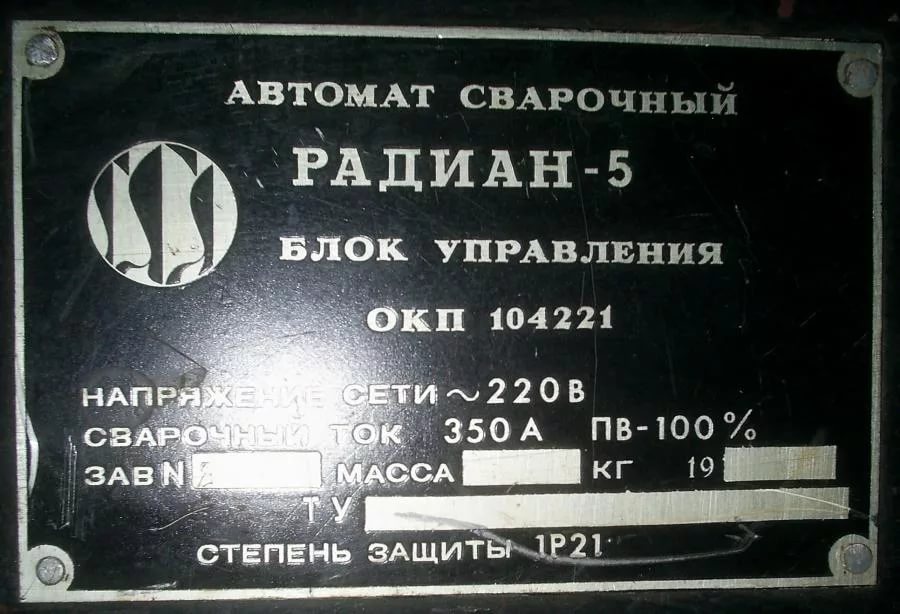 АВТОМАТ СВАРОЧНЫЙ
РАДИАН-5
БЛОК УПРАВЛЕНИЯ
ОКП 104221
НАПРЯЖЕНИЕ СЕТИ ~220В
СВАРОЧНЫЙ ТОК 350А ПВ-100%
ЗАВ N МАССА КГ 19
ТУ
СТЕПЕНЬ ЗАЩИТЫ 1Р21